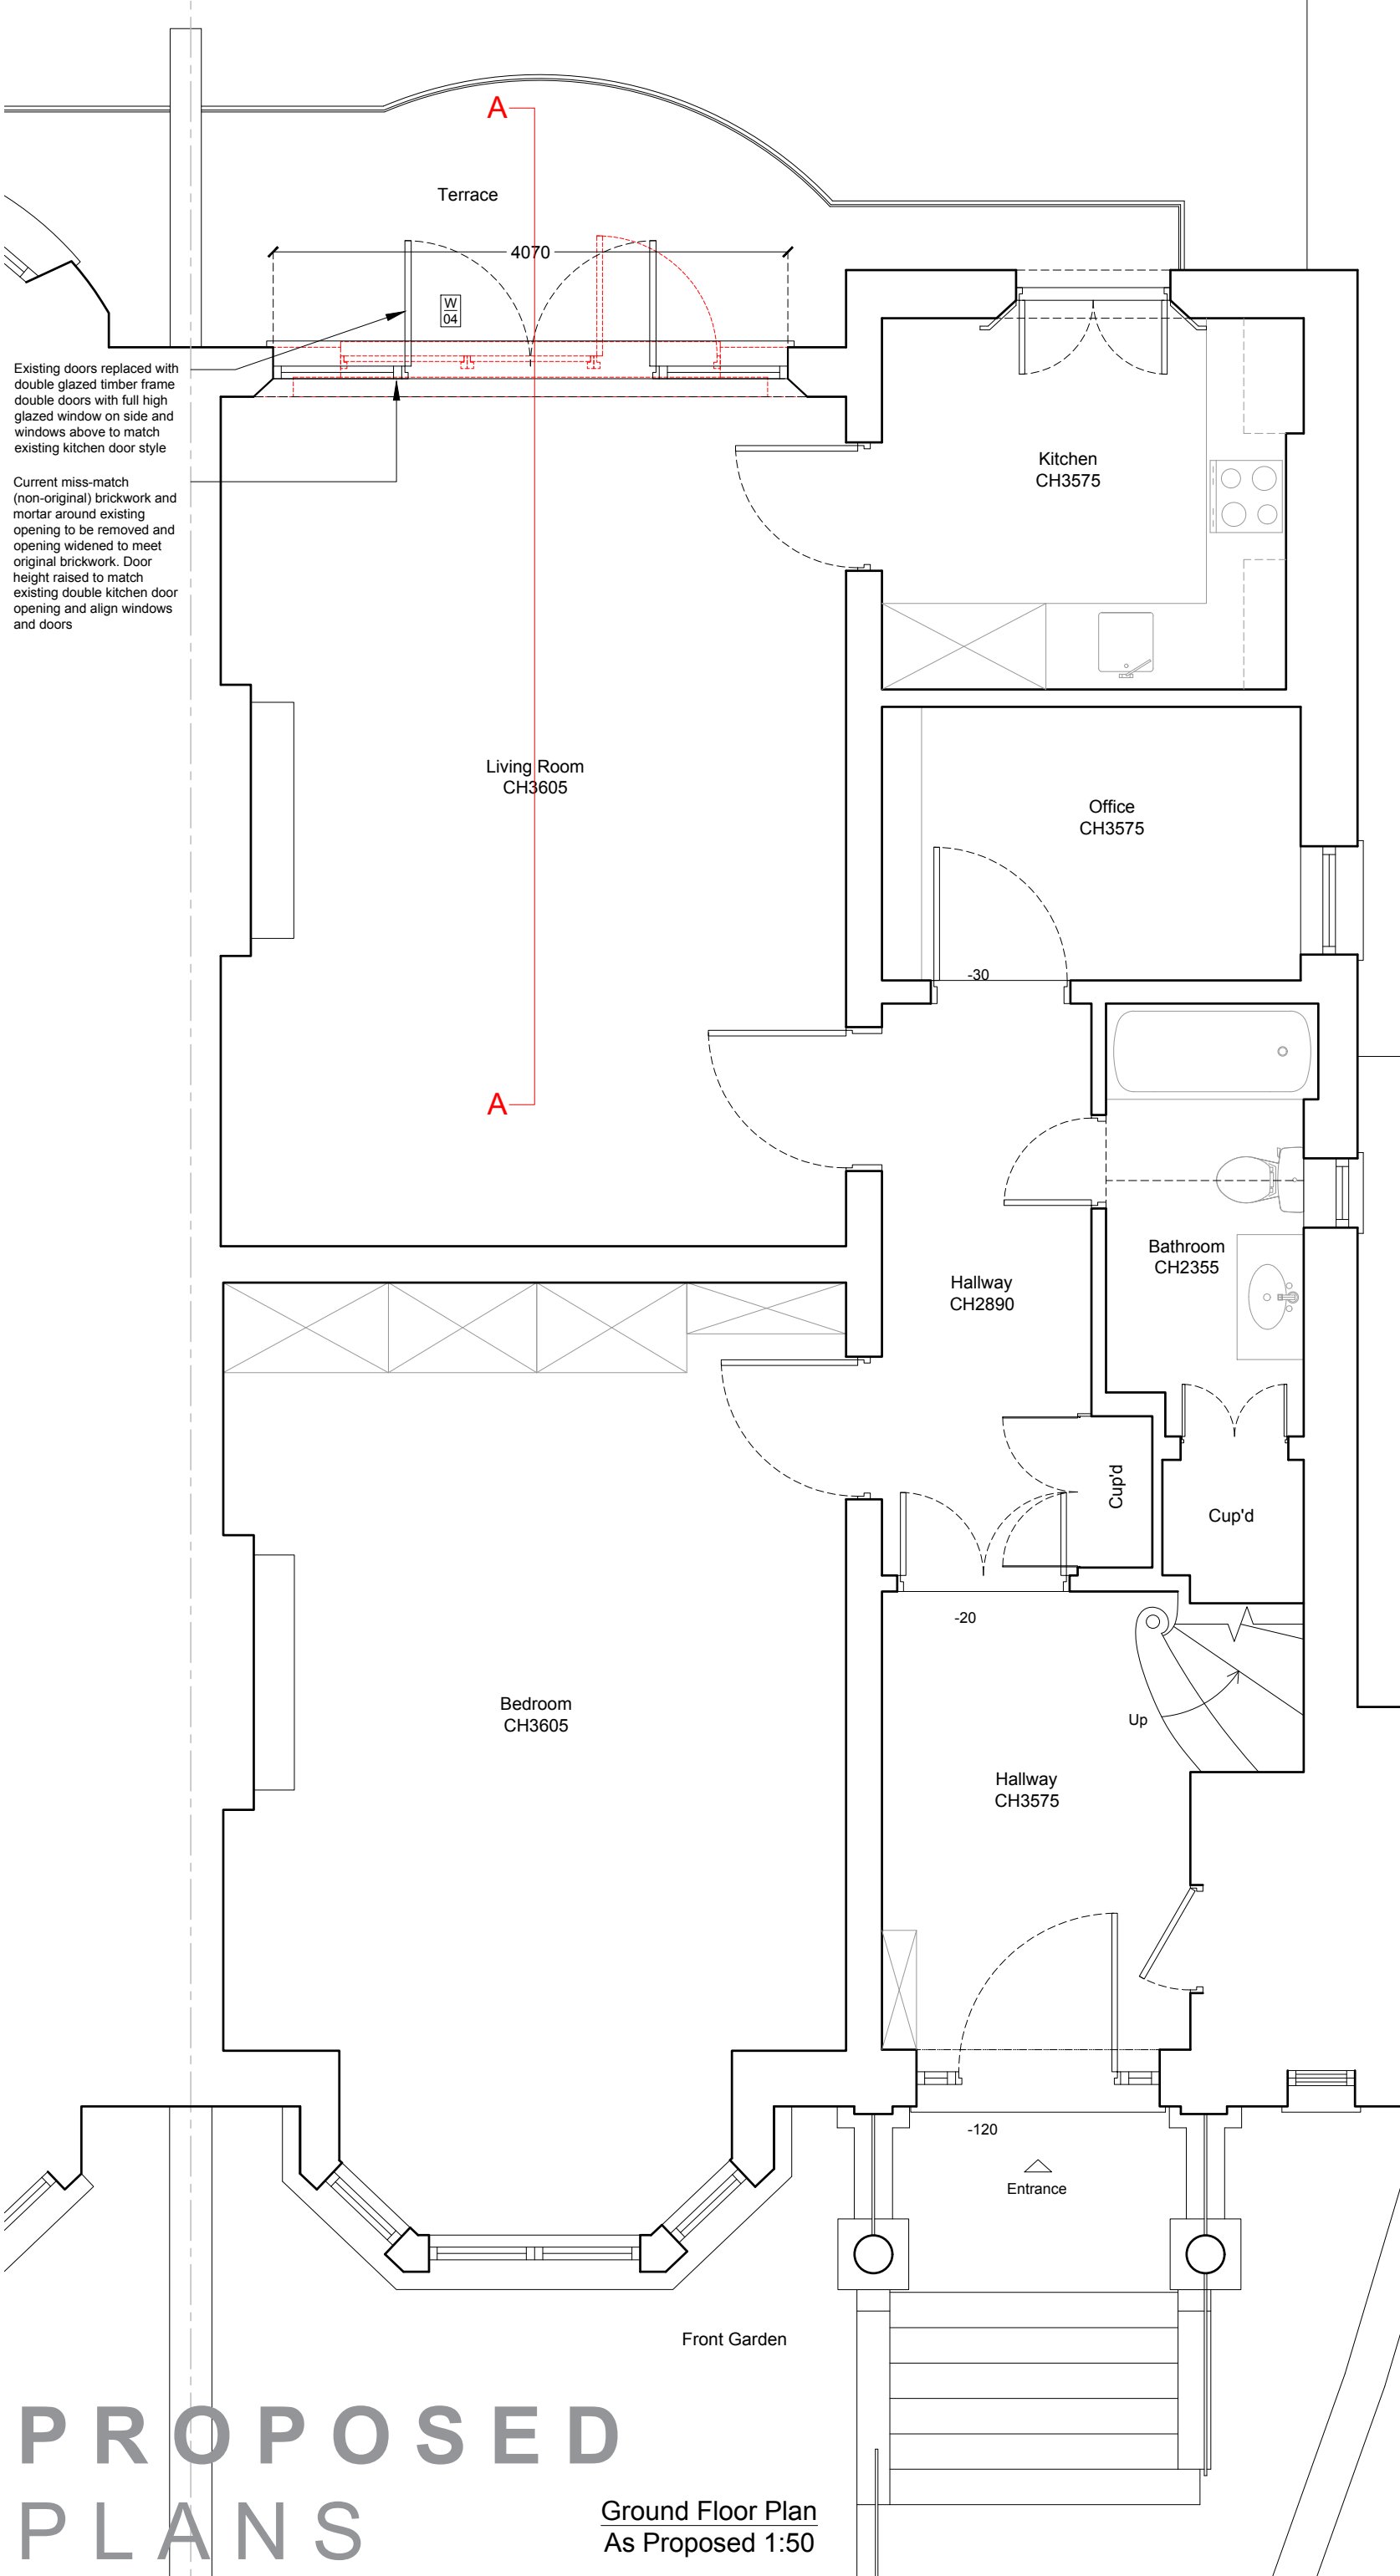 A
Terrace
4070
W
04
Existing doors replaced with
double glazed timber frame
double doors with full high
glazed window on side and
windows above to match
existing kitchen door style
Current miss-match
(non-original) brickwork and
mortar around existing
opening to be removed and
opening widened to meet
original brickwork. Door
height raised to match
existing double kitchen door
opening and align windows
and doors
Kitchen
CH3575
Living Room
CH3605
Office
CH3575
-30
A
Bathroom
CH2355
Hallway
CH2890
Cup'd
Cup'd
-20
Up
Bedroom
CH3605
Hallway
CH3575
-120
Entrance
Front Garden
PROPOSED
PLANS
Ground Floor Plan
As Proposed 1:50